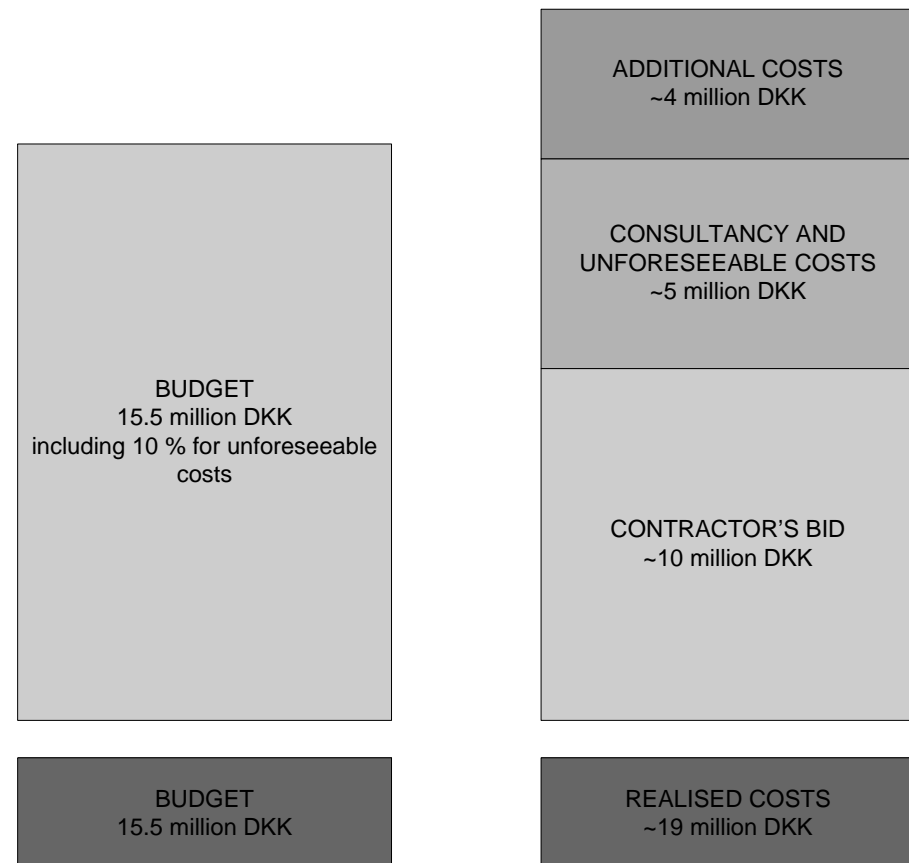 BUDGET
15.5 million DKK
including 10 % for unforeseeable
costs
ADDITIONAL COSTS
~4 million DKK
CONSULTANCY AND
UNFORESEEABLE COSTS
~5 million DKK
CONTRACTOR'S BID
~10 million DKK
BUDGET
15.5 million DKK
REALISED COSTS
~19 million DKK